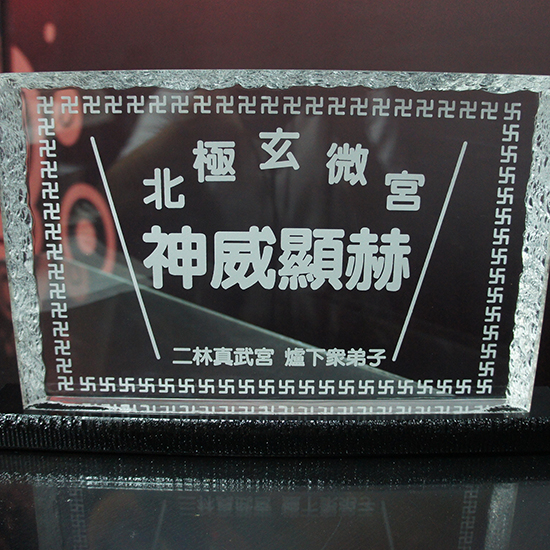 北極玄微宮
神威顯赫
二林真武宮 爐下眾弟子